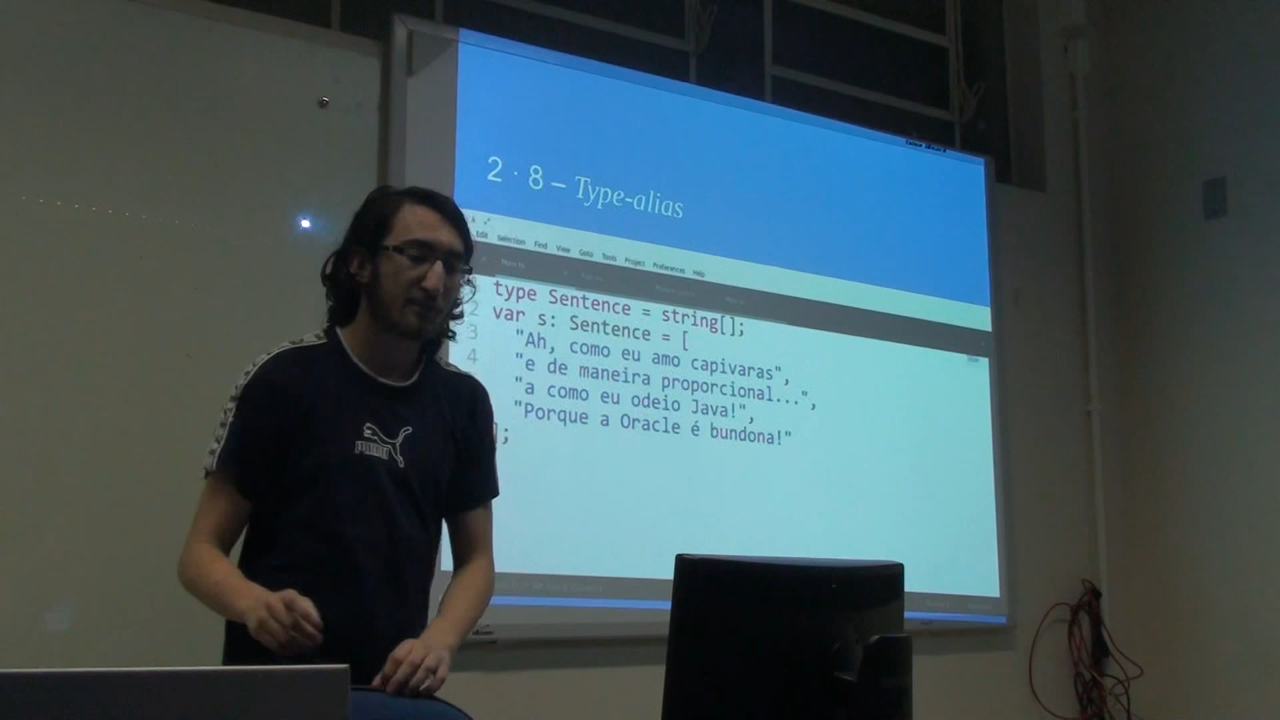 2 · 8 – Type-alias
Edit Selection Find View Goto Tools Project Preferences Help
type Sentence = string[];
2 var s: Sentence = [
3 "Ah, como eu amo capivaras",
4 "e de maneira proporcional...",
"a como eu odeio Java!",
"Porque a Oracle é bundona!"
];
PUMA